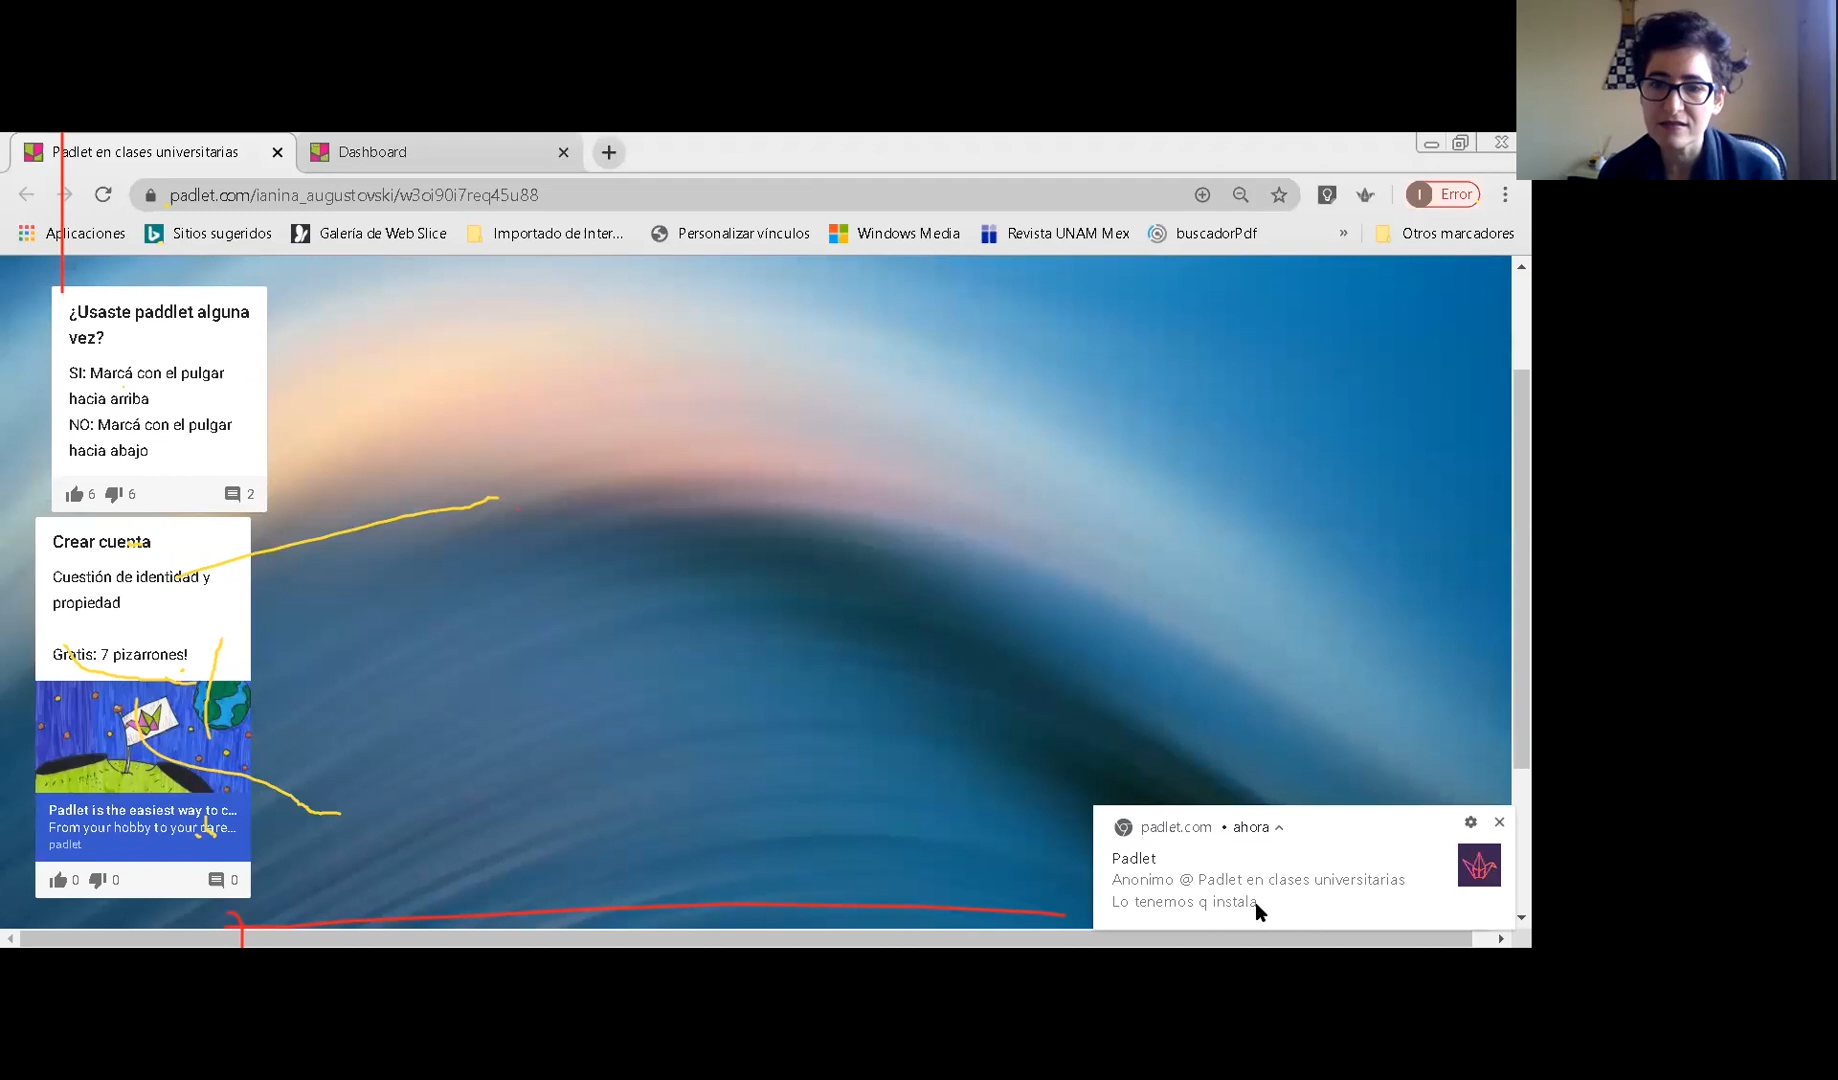 Padlet en clases universitarias
Dashboard
padlet.com/ianina_augustovski/w3oi90i7req45u88
I Error
Aplicaciones
Sitios sugeridos
Galería de Web Slice
Importado de Inter...
Personalizar vínculos
Windows Media
Revista UNAM Mex
buscadorPdf
»
Otros marcadores
¿Usaste paddlet alguna
vez?
SI: Marcá con el pulgar
hacia arriba
NO: Marcá con el pulgar
hacia abajo
6 6 2
Crear cuenta
Cuestión de identidad y
propiedad
Gratis: 7 pizarrones!
Padlet is the easiest way to c...
From your hobby to your care...
padlet
0 0 0
padlet.com • ahora
Padlet
Anonimo @ Padlet en clases universitarias
Lo tenemos q instala